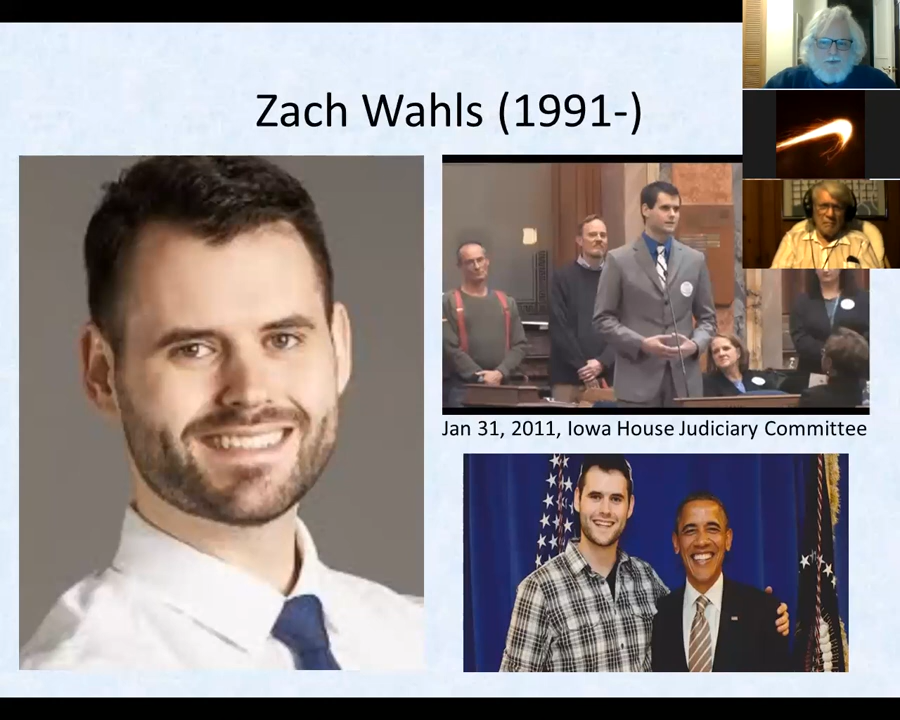 Zach Wahls (1991-)
Jan 31, 2011, Iowa House Judiciary Committee